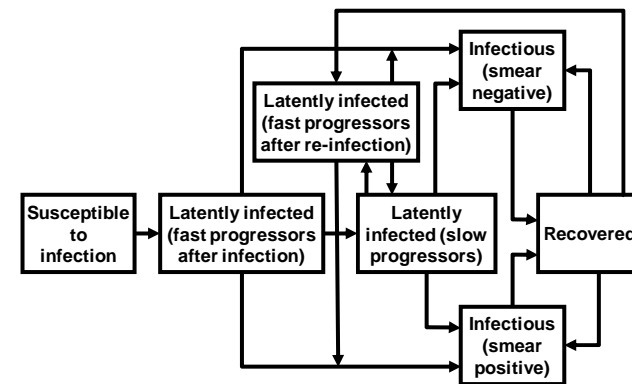 Infectious
(smear
negative)
Latently infected
(fast progressors
after re-infection)
Susceptible
to
infection
Latently infected
(fast progressors
after infection)
Latently
infected (slow
progressors)
Recovered
Infectious
(smear
positive)